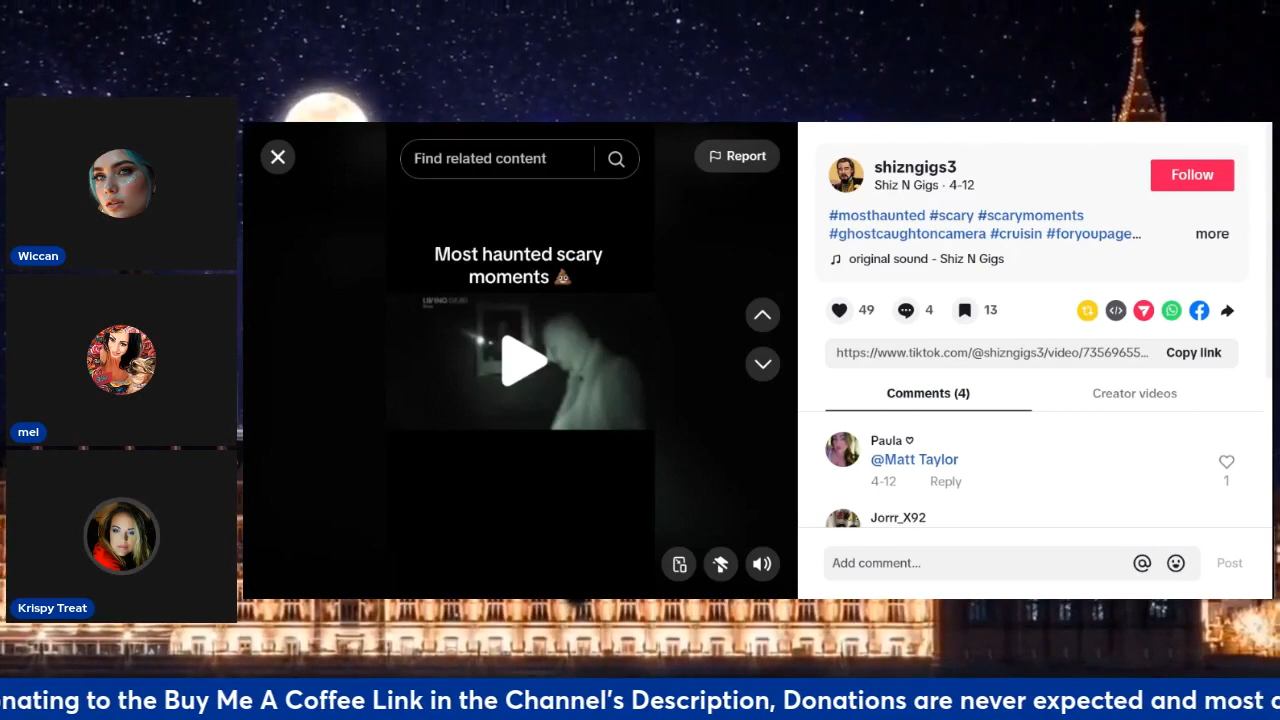 Wiccan
mel
Krispy Treat
Find related content
Report
Most haunted scary
moments 💩
LIVING
shizngigs3
Shiz N Gigs · 4-12
Follow
#mosthaunted #scary #scarymoments
#ghostcaughtoncamera #cruisin #foryoupage...
more
original sound - Shiz N Gigs
49
4
13
https://www.tiktok.com/@shizngigs3/video/73569655...
Copy link
Comments (4)
Creator videos
Paula ♡
@Matt Taylor
4-12
Reply
1
Jorrr_X92
Add comment...
Post
nating to the Buy Me A Coffee Link in the Channel's Description, Donations are never expected and most